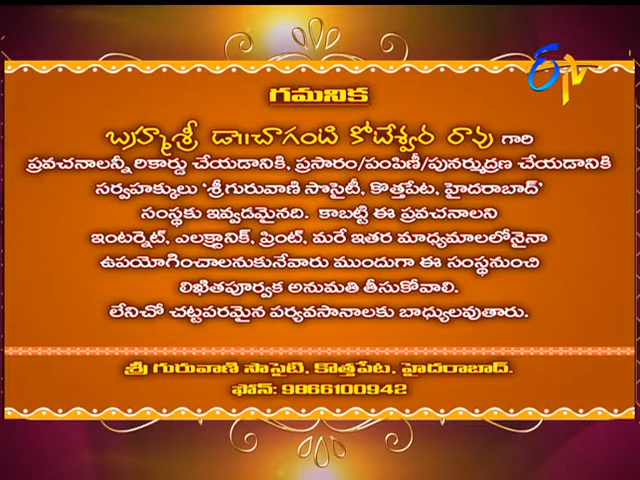 ETV
గమనిక
బ్రహ్మశ్రీ డా॥చాగంటి కోటేశ్వర రావు గారి
ప్రవచనాలన్నీ రికార్డు చేయడానికి, ప్రసారం/పంపిణీ/పునర్ముద్రణ చేయడానికి
సర్వహక్కులు 'శ్రీగురువాణి సొసైటీ, కొత్తపేట, హైదరాబాద్'
సంస్థకు ఇవ్వడమైనది. కాబట్టి ఈ ప్రవచనాలని
ఇంటర్నెట్, ఎలక్ట్రానిక్, ప్రింట్, మరే ఇతర మాధ్యమాలలోనైనా
ఉపయోగించాలనుకునేవారు ముందుగా ఈ సంస్థనుంచి
లిఖితపూర్వక అనుమతి తీసుకోవాలి.
లేనిచో చట్టపరమైన పర్యవసానాలకు బాధ్యులవుతారు.
శ్రీ గురువాణి సొసైటి, కొత్తపేట, హైదరాబాద్.
ఫోన్: 9866100942